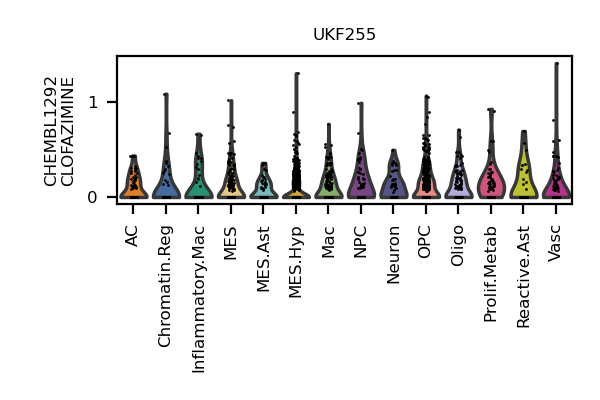 UKF255
CHEMBL1292
CLOFAZIMINE
1
0
AC
Chromatin.Reg
Inflammatory.Mac
MES
MES.Ast
MES.Hyp
Mac
NPC
Neuron
OPC
Oligo
Prolif.Metab
Reactive.Ast
Vasc